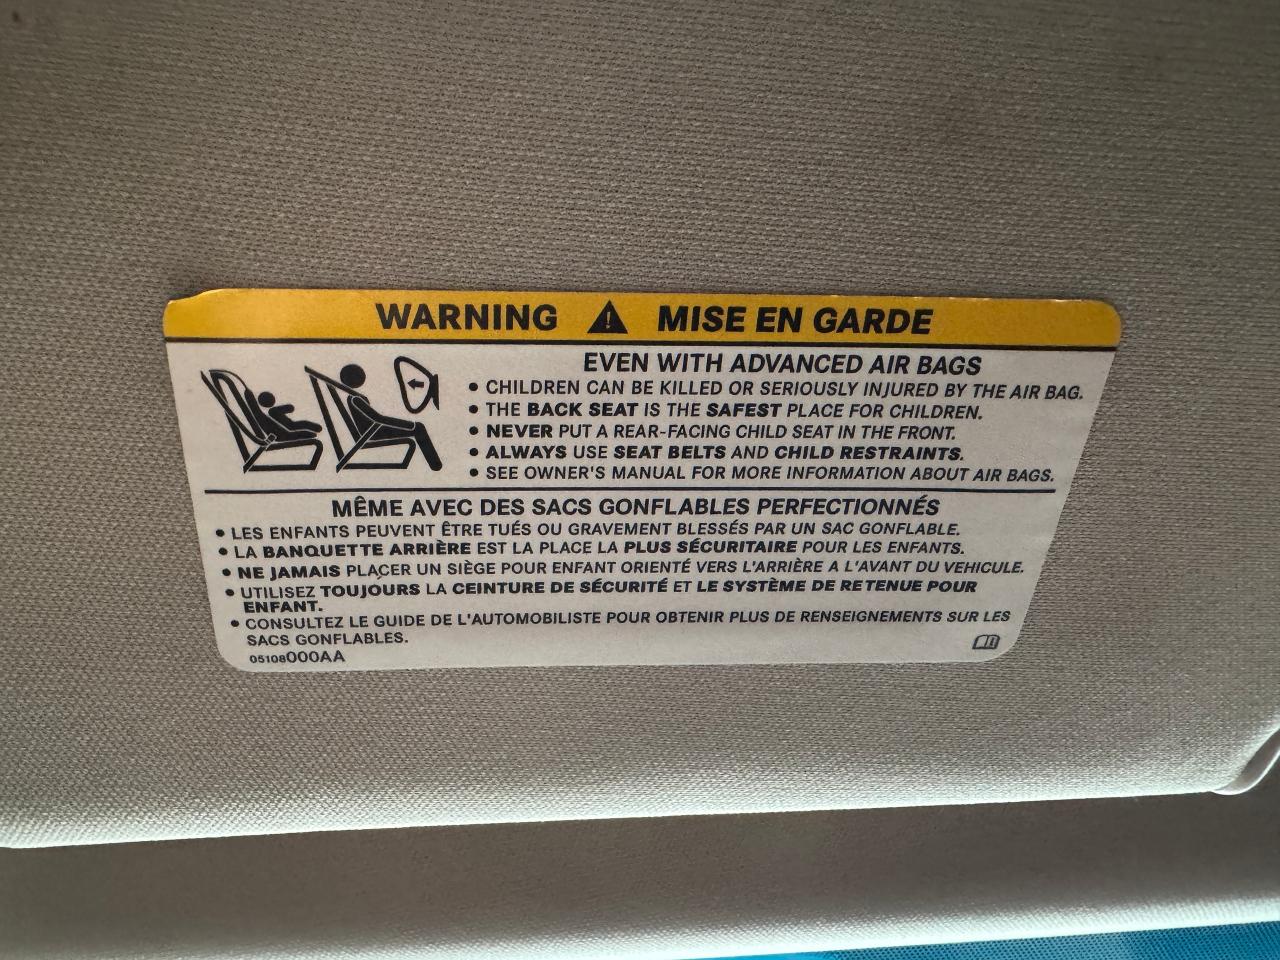 WARNING MISE EN GARDE
EVEN WITH ADVANCED AIR BAGS
• CHILDREN CAN BE KILLED OR SERIOUSLY INJURED BY THE AIR BAG.
• THE BACK SEAT IS THE SAFEST PLACE FOR CHILDREN.
• NEVER PUT A REAR-FACING CHILD SEAT IN THE FRONT.
• ALWAYS USE SEAT BELTS AND CHILD RESTRAINTS.
• SEE OWNER'S MANUAL FOR MORE INFORMATION ABOUT AIR BAGS.
MÊME AVEC DES SACS GONFLABLES PERFECTIONNÉS
• LES ENFANTS PEUVENT ÊTRE TUÉS OU GRAVEMENT BLESSÉS PAR UN SAC GONFLABLE.
• LA BANQUETTE ARRIÈRE EST LA PLACE LA PLUS SÉCURITAIRE POUR LES ENFANTS.
• NE JAMAIS PLAÇER UN SIÈGE POUR ENFANT ORIENTÉ VERS L'ARRIÈRE A L'AVANT DU VEHICULE.
• UTILISEZ TOUJOURS LA CEINTURE DE SÉCURITÉ ET LE SYSTÈME DE RETENUE POUR
ENFANT.
• CONSULTEZ LE GUIDE DE L'AUTOMOBILISTE POUR OBTENIR PLUS DE RENSEIGNEMENTS SUR LES
SACS GONFLABLES.
05108000AA